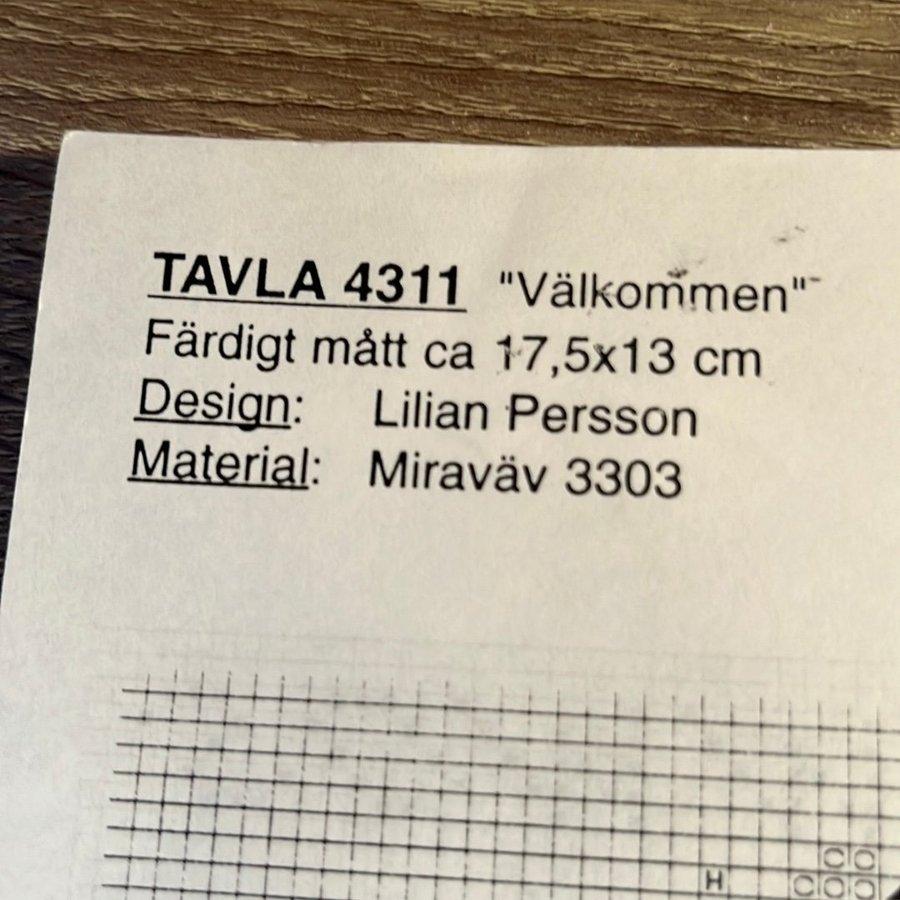 TAVLA 4311 "Välkommen"
Färdigt mått ca 17,5x13 cm
Design: Lilian Persson
Material: Miraväv 3303
C C
H C C C